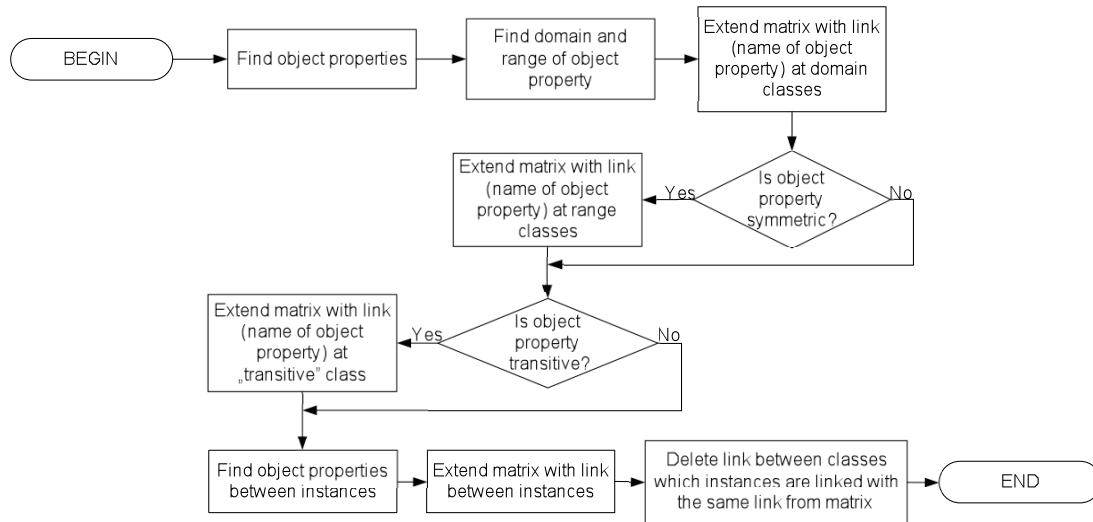 BEGIN
Find object properties
Find domain and
range of object
property
Extend matrix with link
(name of object
property) at domain
classes
Is object
property
symmetric?
Yes
No
Extend matrix with link
(name of object
property) at range
classes
Is object
property
transitive?
Yes
No
Extend matrix with link
(name of object
property) at
„transitive” class
Find object properties
between instances
Extend matrix with link
between instances
Delete link between classes
which instances are linked with
the same link from matrix
END